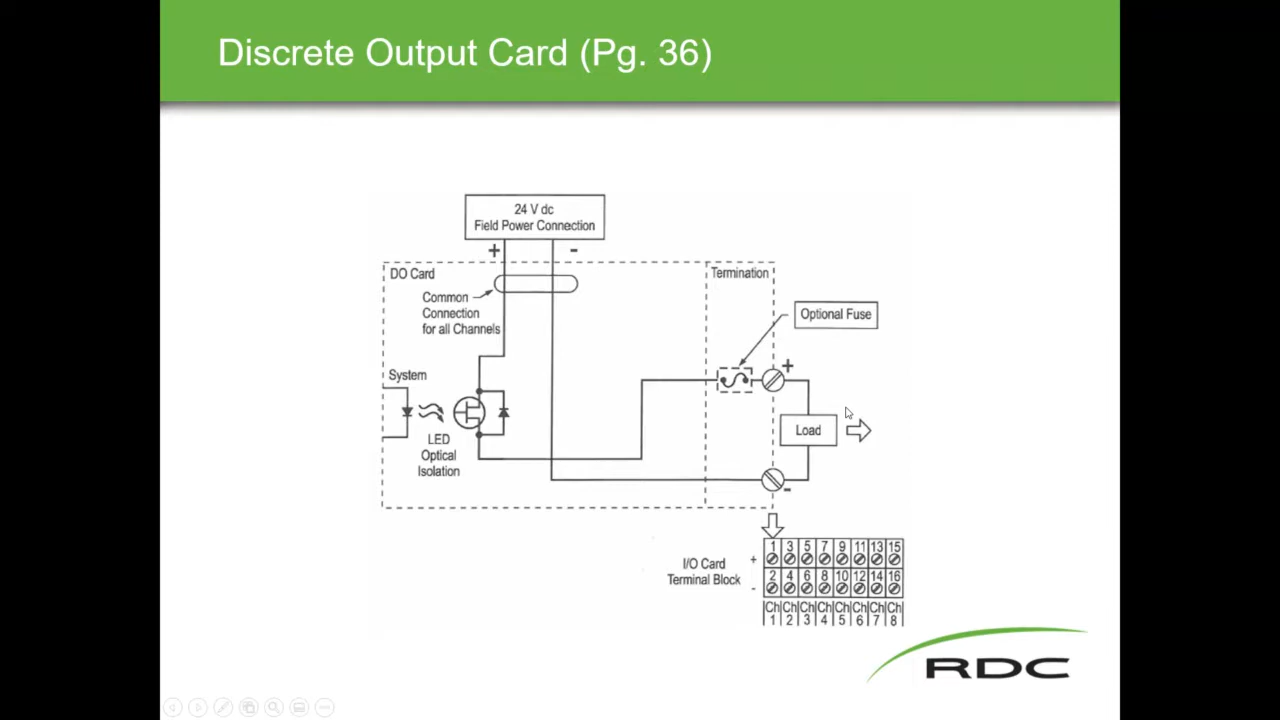 Discrete Output Card (Pg. 36)
24 V dc
Field Power Connection
+ -
DO Card
Termination
Common
Connection
for all Channels
Optional Fuse
System
+
Load
LED
Optical
Isolation
-
I/O Card
Terminal Block
+ 1 3 5 7 9 11 13 15
- 2 4 6 8 10 12 14 16
Ch Ch Ch Ch Ch Ch Ch Ch
1 2 3 4 5 6 7 8
RDC